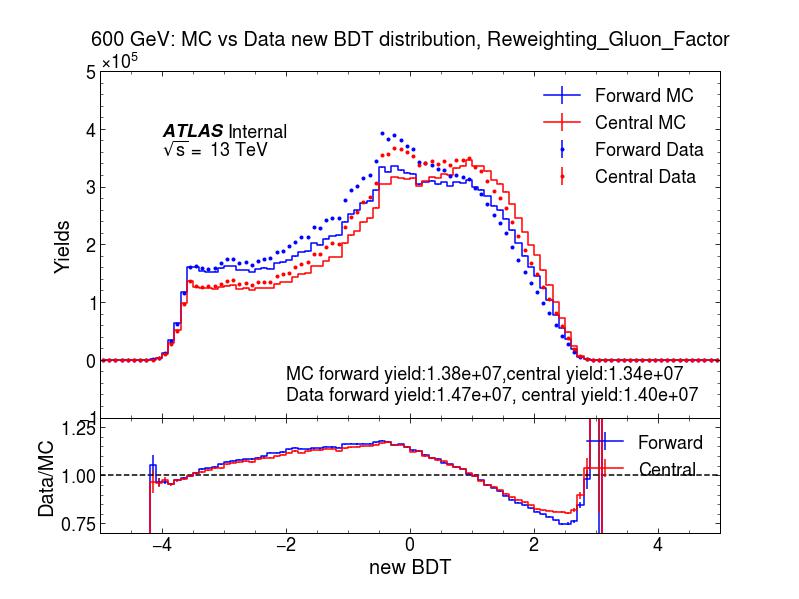 600 GeV: MC vs Data new BDT distribution, Reweighting_Gluon_Factor
×10⁵
5
4
3
2
1
0
−1
Yields
ATLAS Internal
√s = 13 TeV
Forward MC
Central MC
Forward Data
Central Data
MC forward yield:1.38e+07,central yield:1.34e+07
Data forward yield:1.47e+07, central yield:1.40e+07
1.25
1.00
0.75
Data/MC
Forward
Central
−4 −2 0 2 4
new BDT